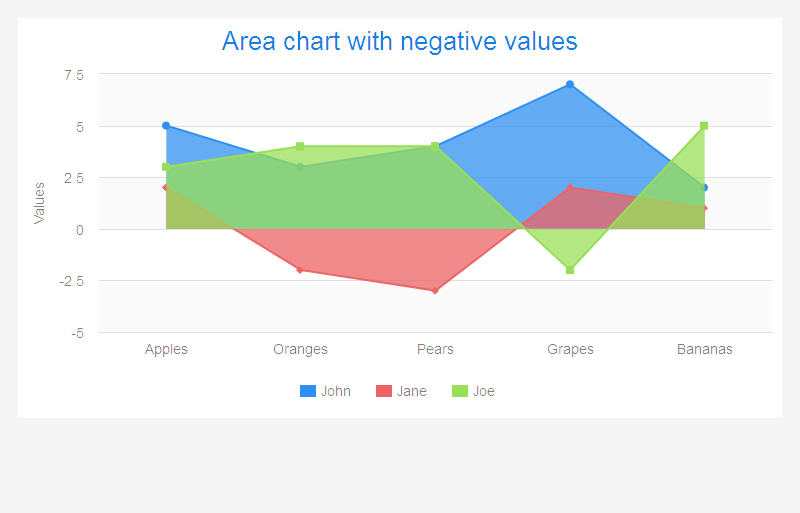 Area chart with negative values
7.5
5
2.5
0
-2.5
-5
Values
Apples Oranges Pears Grapes Bananas
John Jane Joe